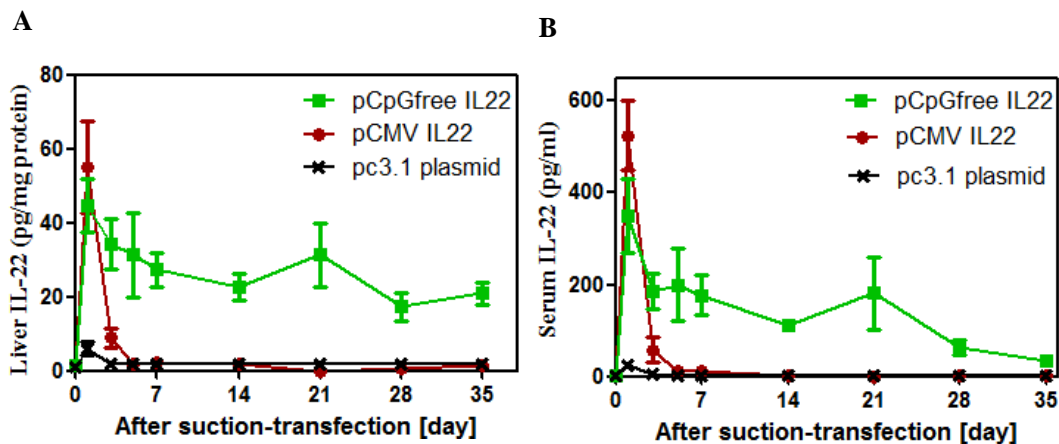 A
Liver IL-22 (pg/mg protein)
80
60
40
20
0
pCpGfree IL22
pCMV IL22
pc3.1 plasmid
0 7 14 21 28 35
After suction-transfection [day]
B
Serum IL-22 (pg/ml)
600
400
200
0
pCpGfree IL22
pCMV IL22
pc3.1 plasmid
0 7 14 21 28 35
After suction-transfection [day]